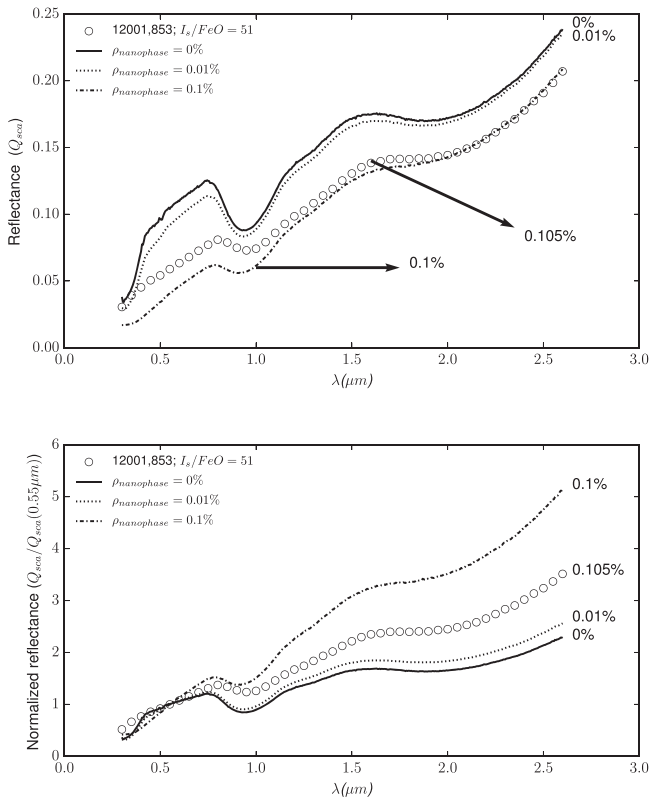 0.25
0.20
0.15
0.10
0.05
0.00
Reflectance (Q_sca)
12001,853; I_s/FeO = 51
ρ_nanophase = 0%
ρ_nanophase = 0.01%
ρ_nanophase = 0.1%
0%
0.01%
0.105%
0.1%
0.0 0.5 1.0 1.5 2.0 2.5 3.0
λ(μm)
6
5
4
3
2
1
0
Normalized reflectance (Q_sca/Q_sca(0.55μm))
12001,853; I_s/FeO = 51
ρ_nanophase = 0%
ρ_nanophase = 0.01%
ρ_nanophase = 0.1%
0.1%
0.105%
0.01%
0%
0.0 0.5 1.0 1.5 2.0 2.5 3.0
λ(μm)